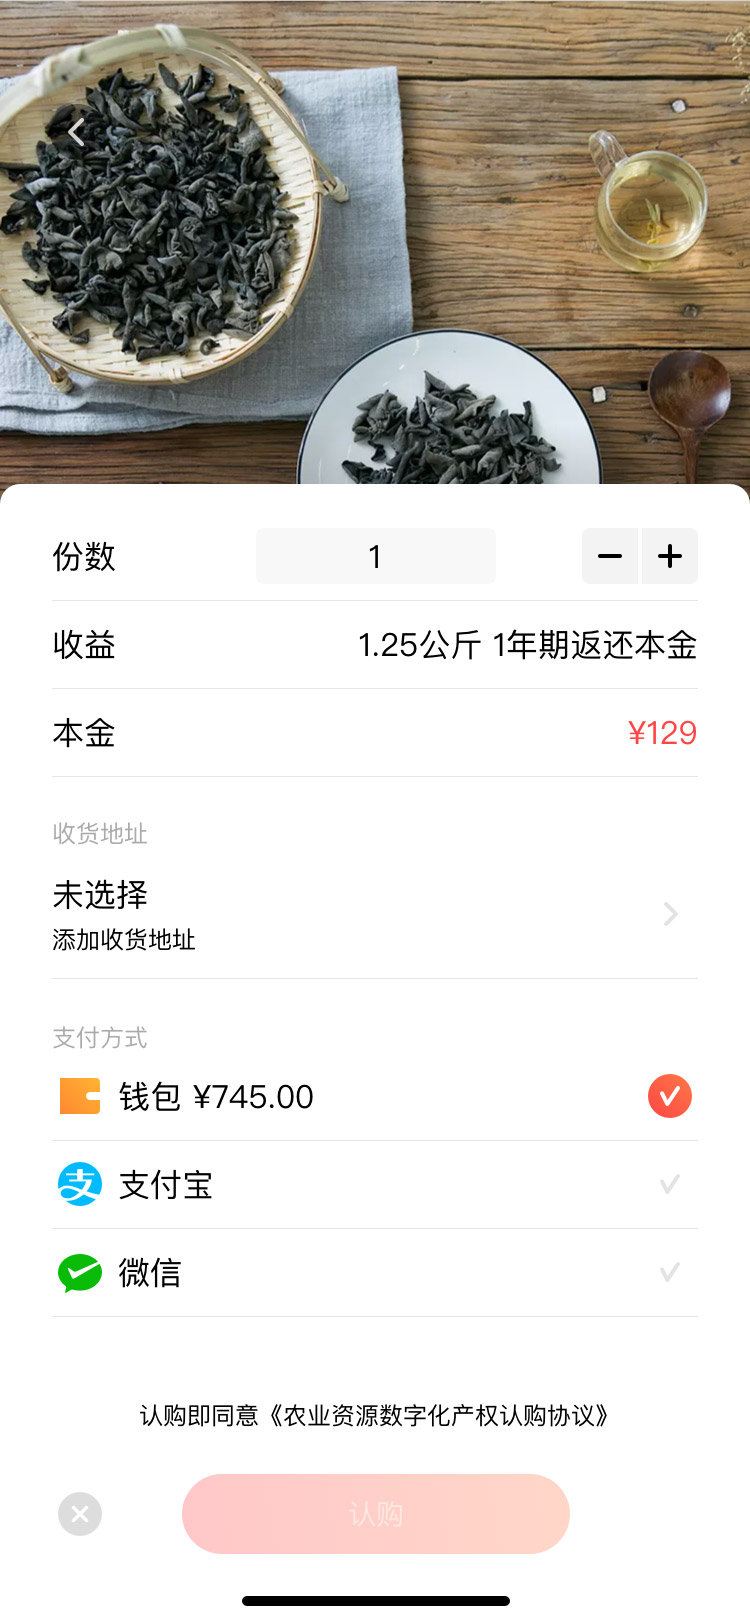 份数
1
收益
1.25公斤 1年期返还本金
本金
¥129
收货地址
未选择
添加收货地址
支付方式
钱包 ¥745.00
支付宝
微信
认购即同意《农业资源数字化产权认购协议》
认购